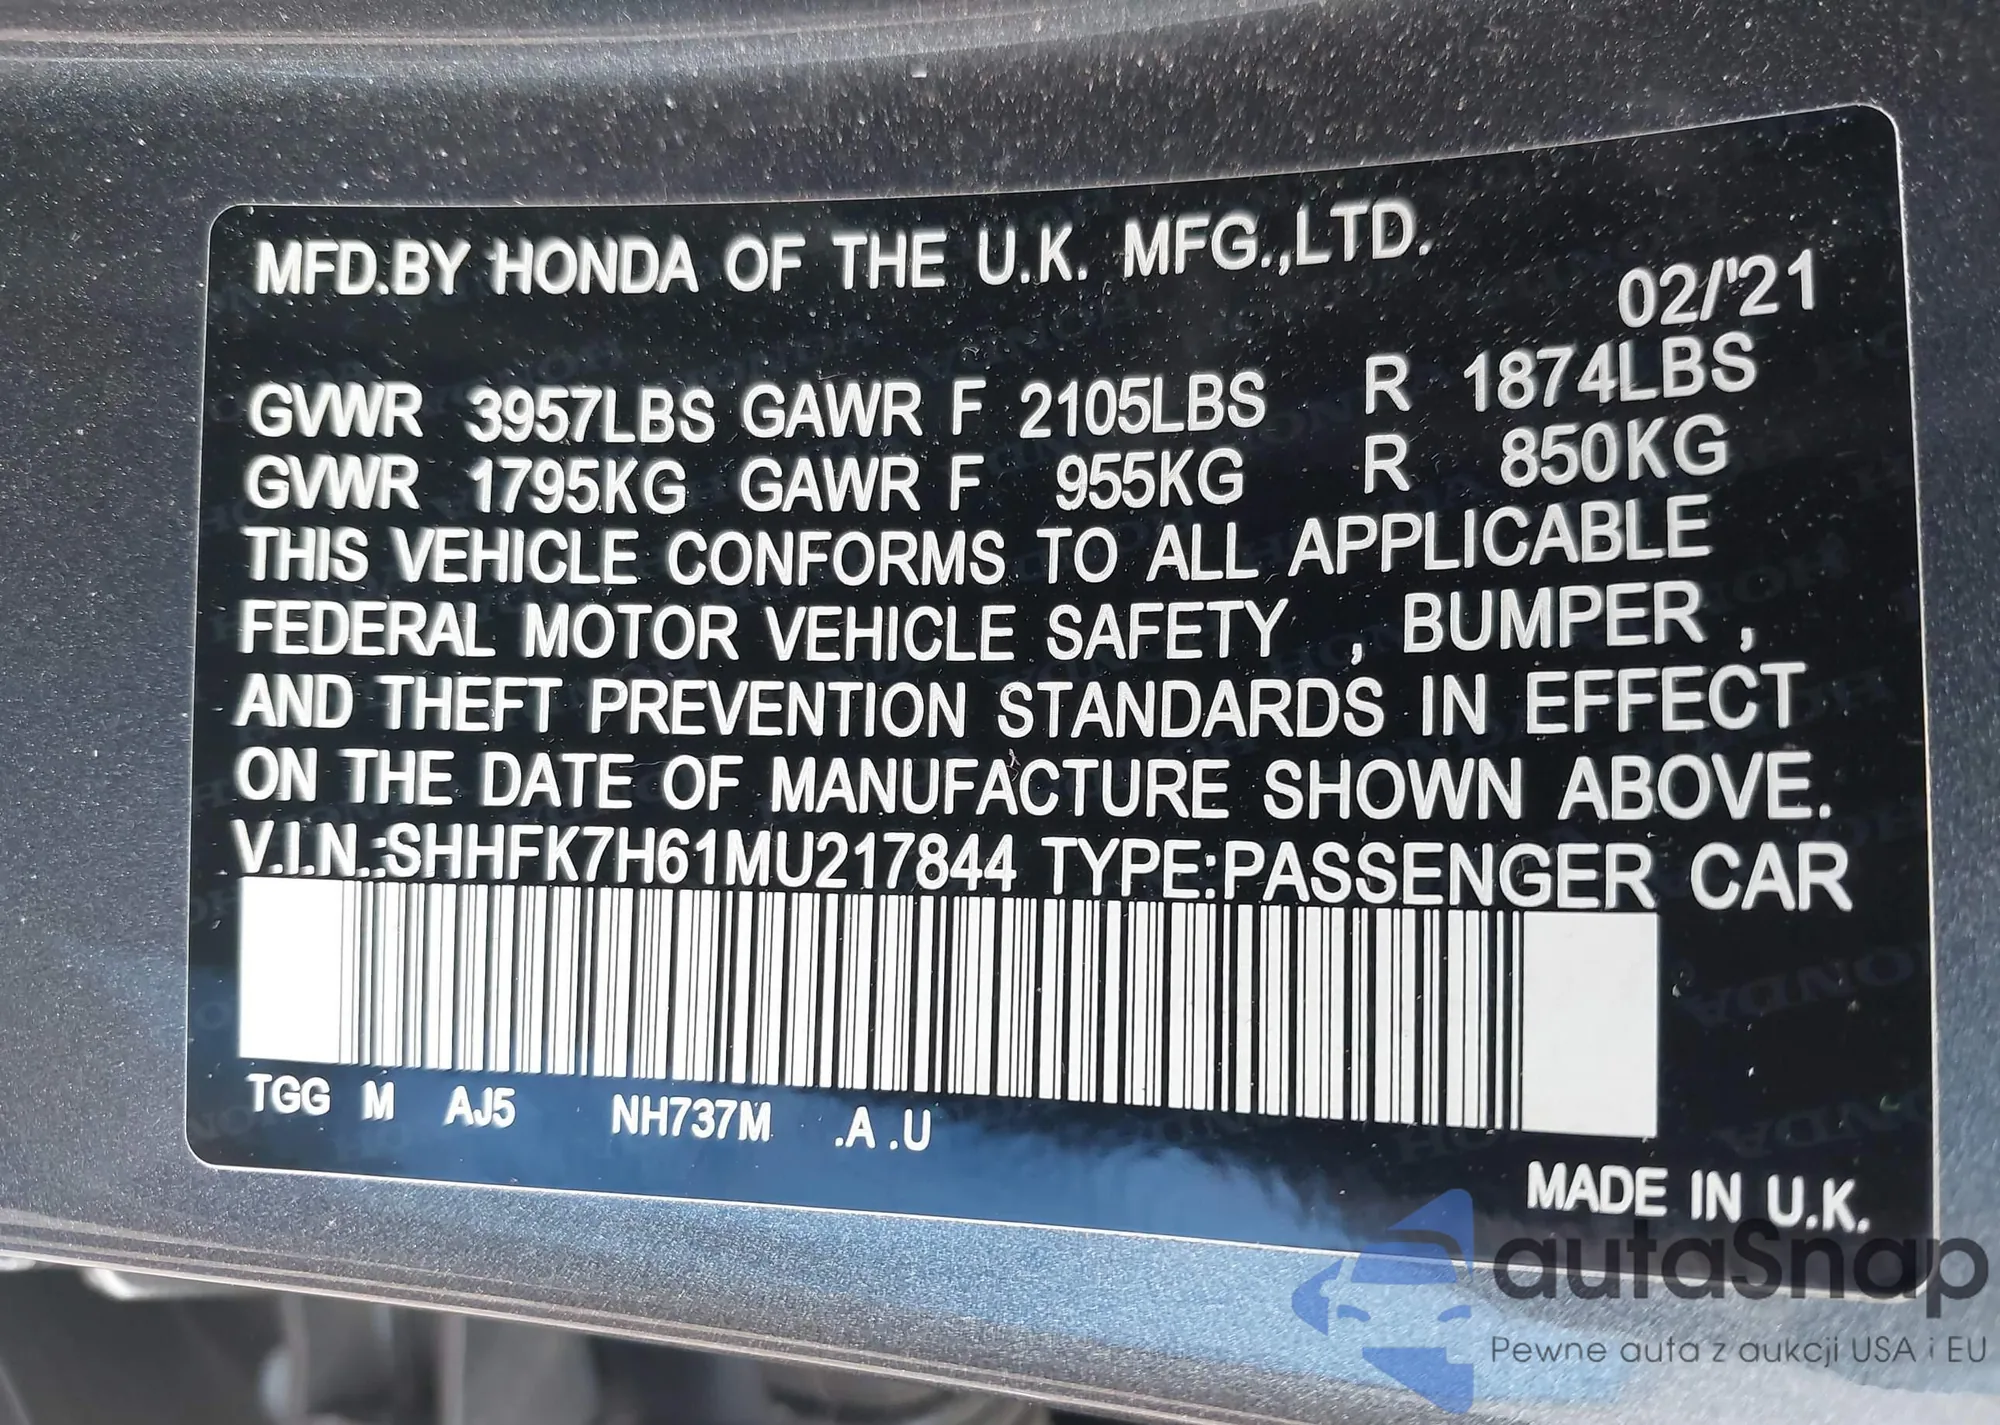 MFD.BY HONDA OF THE U.K. MFG.,LTD.
02/'21
GVWR 3957LBS GAWR F 2105LBS R 1874LBS
GVWR 1795KG GAWR F 955KG R 850KG
THIS VEHICLE CONFORMS TO ALL APPLICABLE
FEDERAL MOTOR VEHICLE SAFETY , BUMPER ,
AND THEFT PREVENTION STANDARDS IN EFFECT
ON THE DATE OF MANUFACTURE SHOWN ABOVE.
V.I.N.:SHHFK7H61MU217844 TYPE:PASSENGER CAR
TGG M AJ5 NH737M .A .U
MADE IN U.K.
autaSnap
Pewne auta z aukcji USA i EU